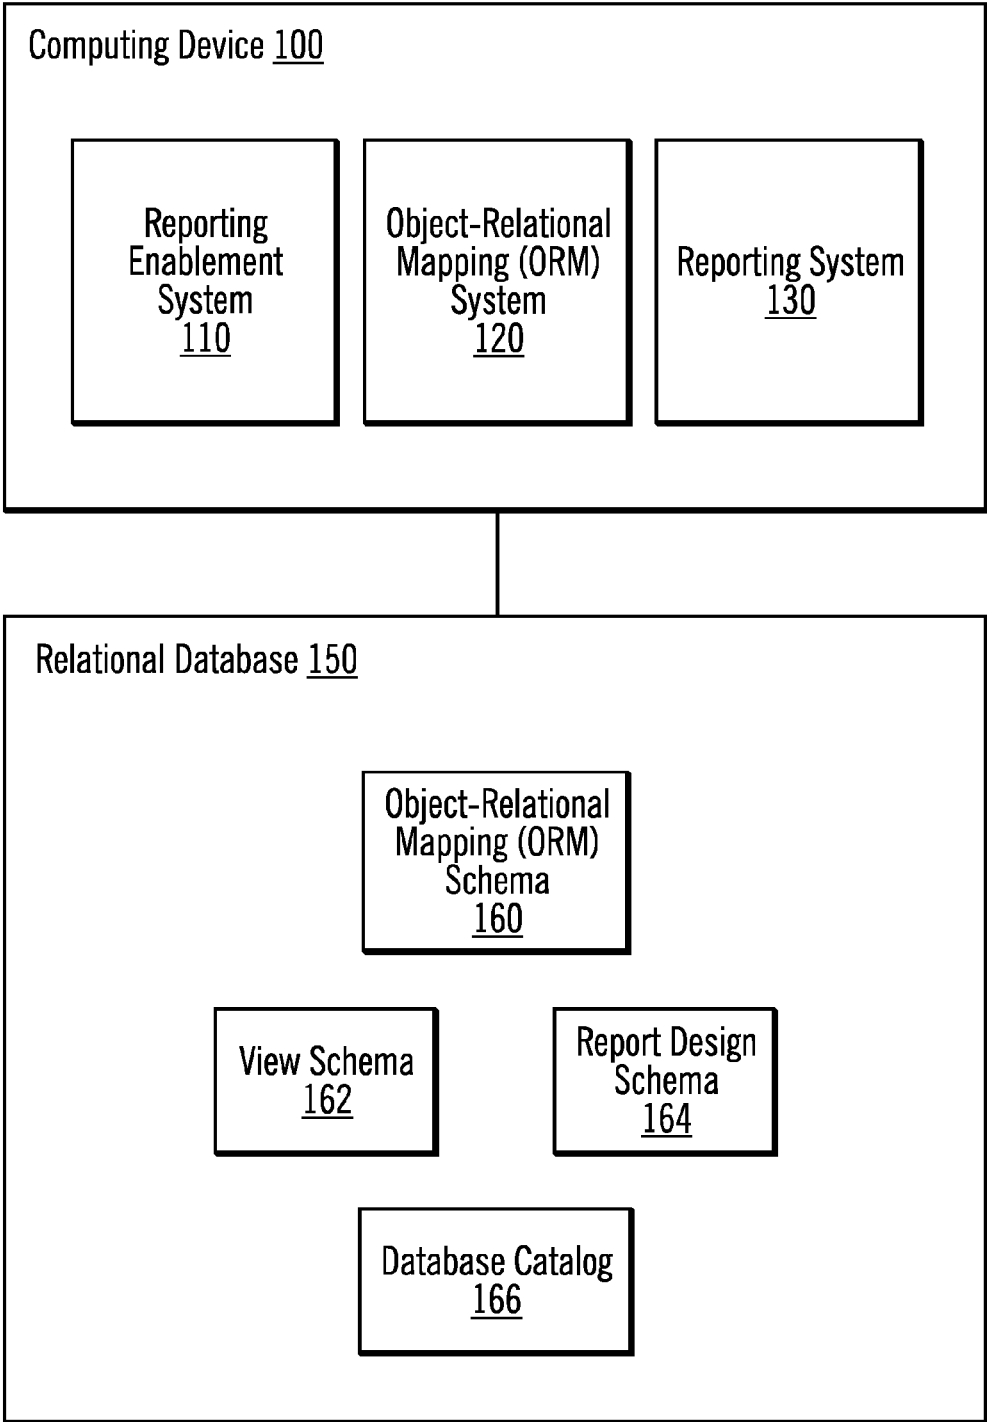 Computing Device 100
Reporting
Enablement
System
110
Object-Relational
Mapping (ORM)
System
120
Reporting System
130
Relational Database 150
Object-Relational
Mapping (ORM)
Schema
160
View Schema
162
Report Design
Schema
164
Database Catalog
166